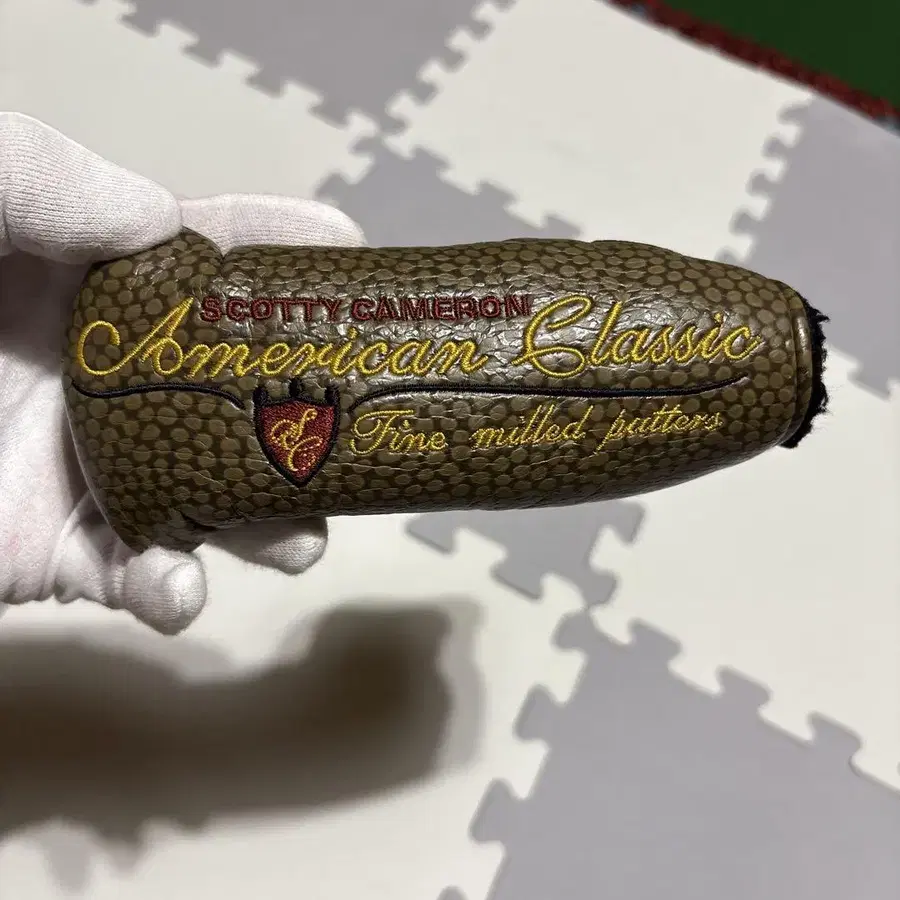 SCOTTY CAMERON
American Classic
SC
Fine milled putters